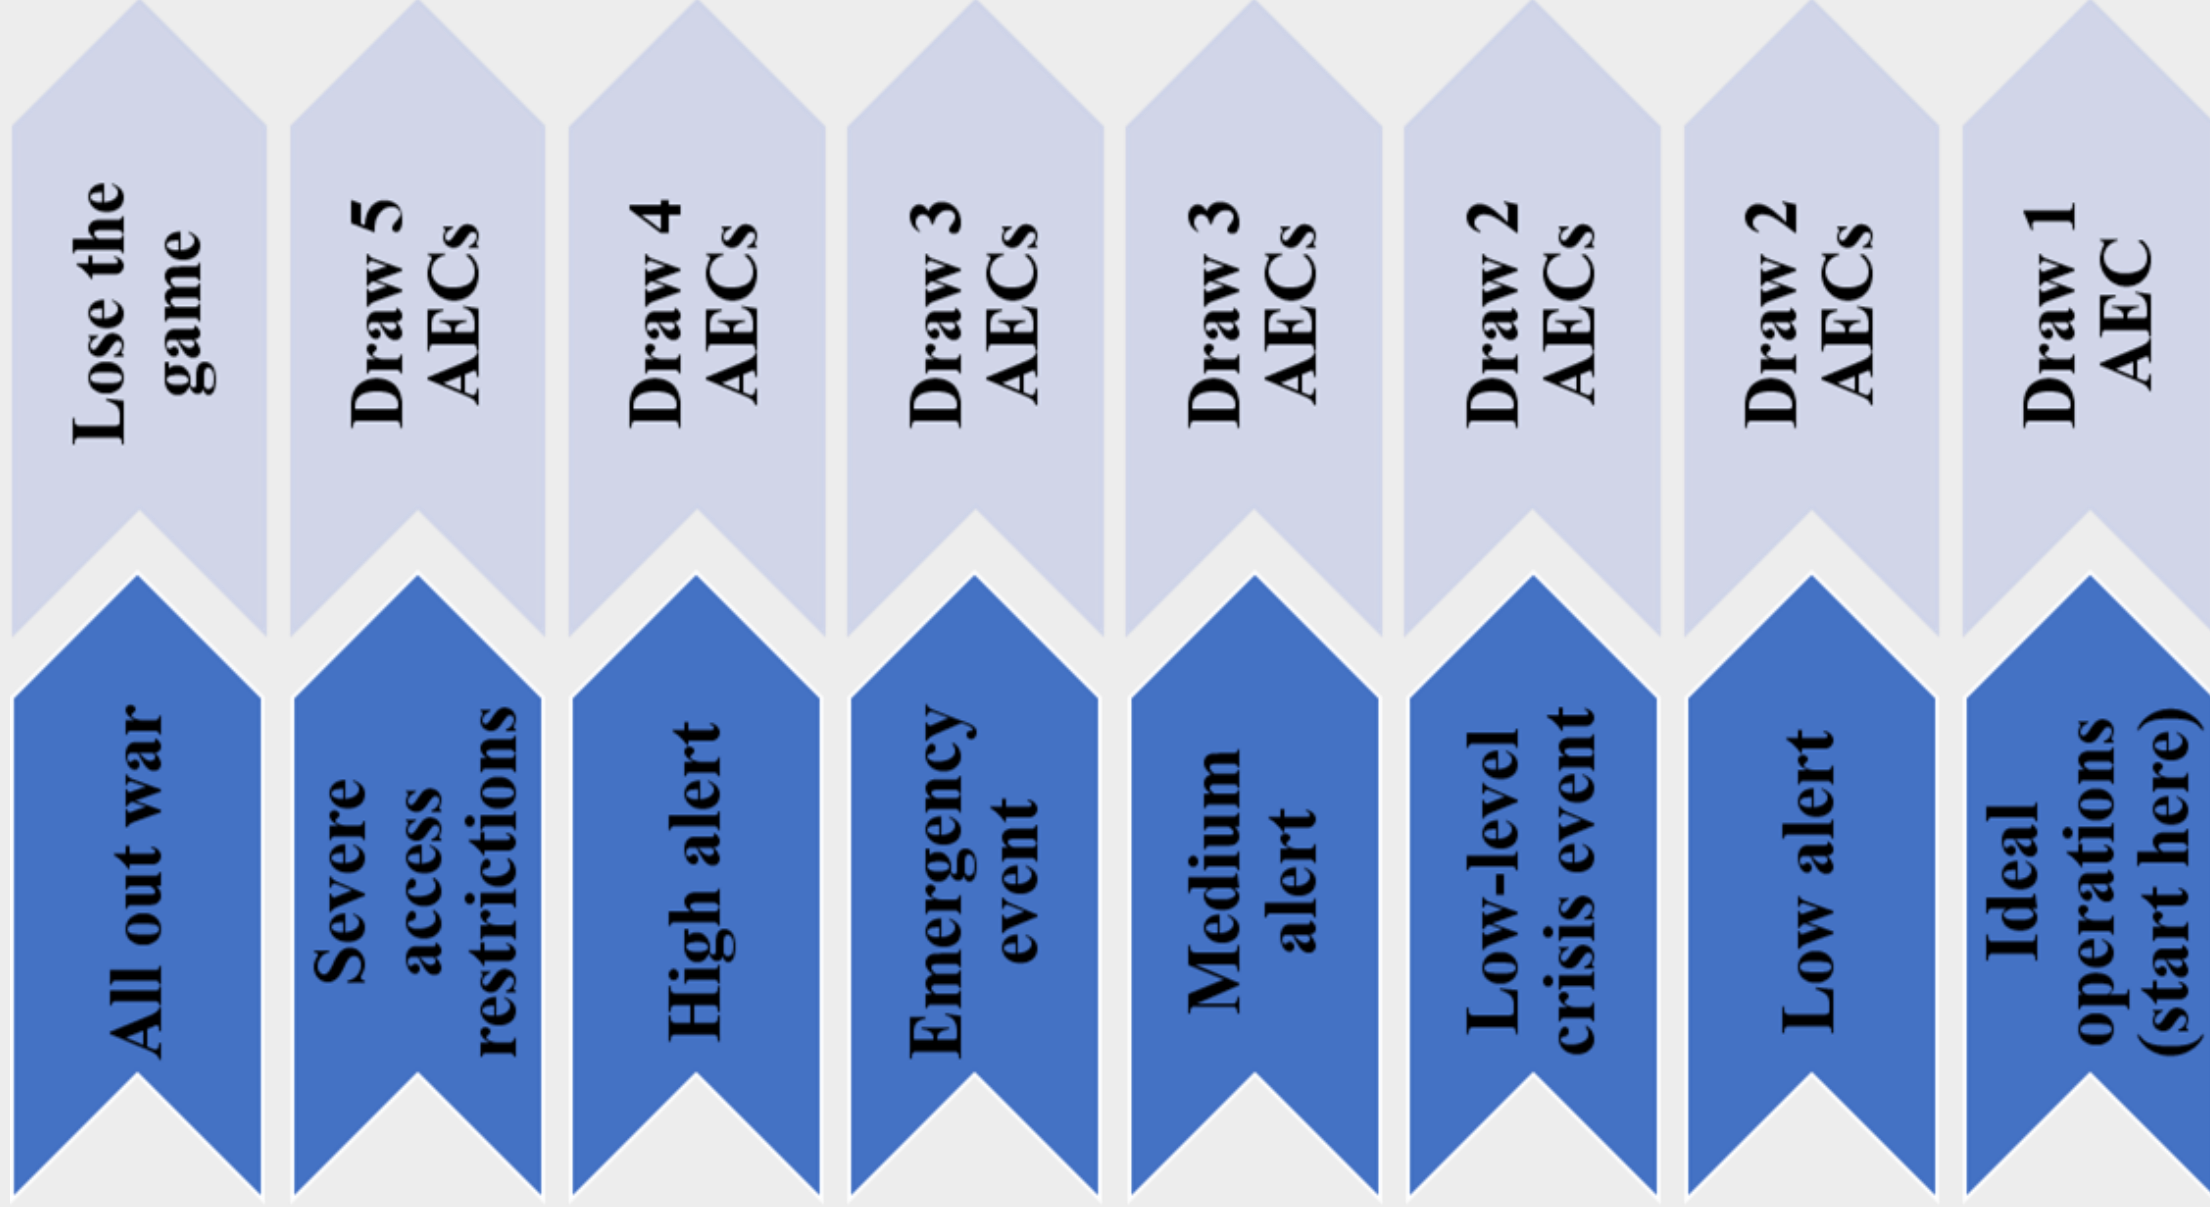 All out war
Lose the
game
Severe
access
restrictions
Draw 5
AECs
High alert
Draw 4
AECs
Emergency
event
Draw 3
AECs
Medium
alert
Draw 3
AECs
Low-level
crisis event
Draw 2
AECs
Low alert
Draw 2
AECs
Ideal
operations
(start here)
Draw 1
AEC